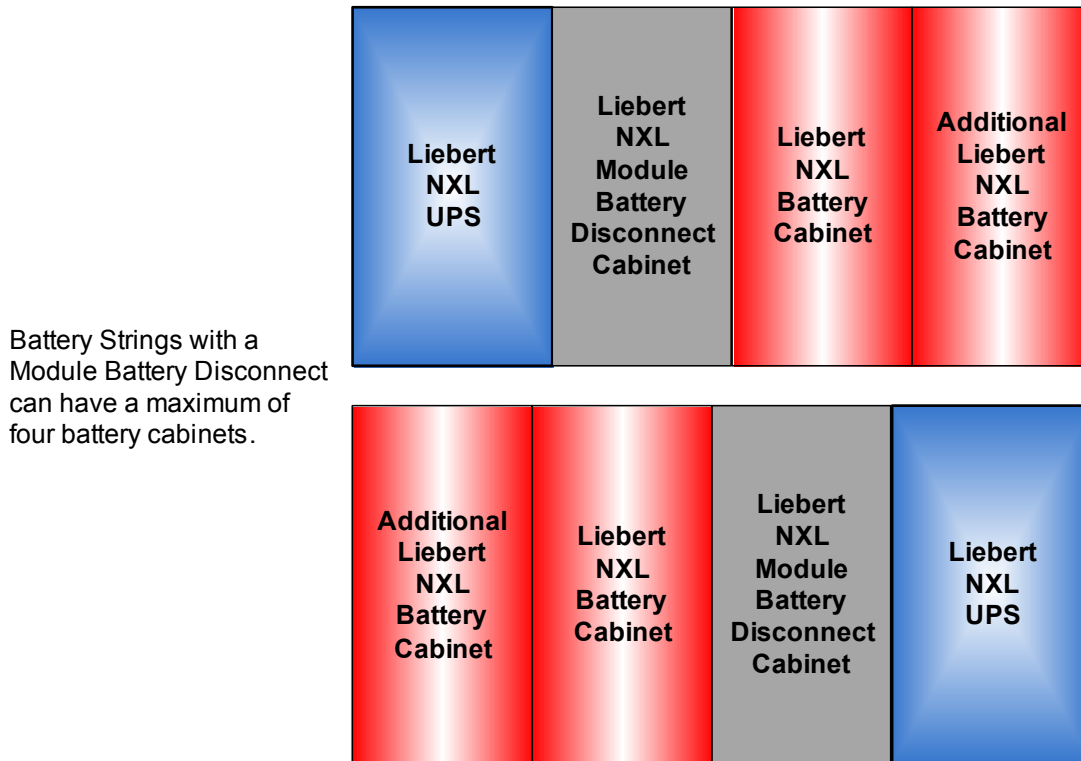 Liebert
NXL
UPS
Liebert
NXL
Module
Battery
Disconnect
Cabinet
Liebert
NXL
Battery
Cabinet
Additional
Liebert
NXL
Battery
Cabinet
Battery Strings with a
Module Battery Disconnect
can have a maximum of
four battery cabinets.
Additional
Liebert
NXL
Battery
Cabinet
Liebert
NXL
Battery
Cabinet
Liebert
NXL
Module
Battery
Disconnect
Cabinet
Liebert
NXL
UPS